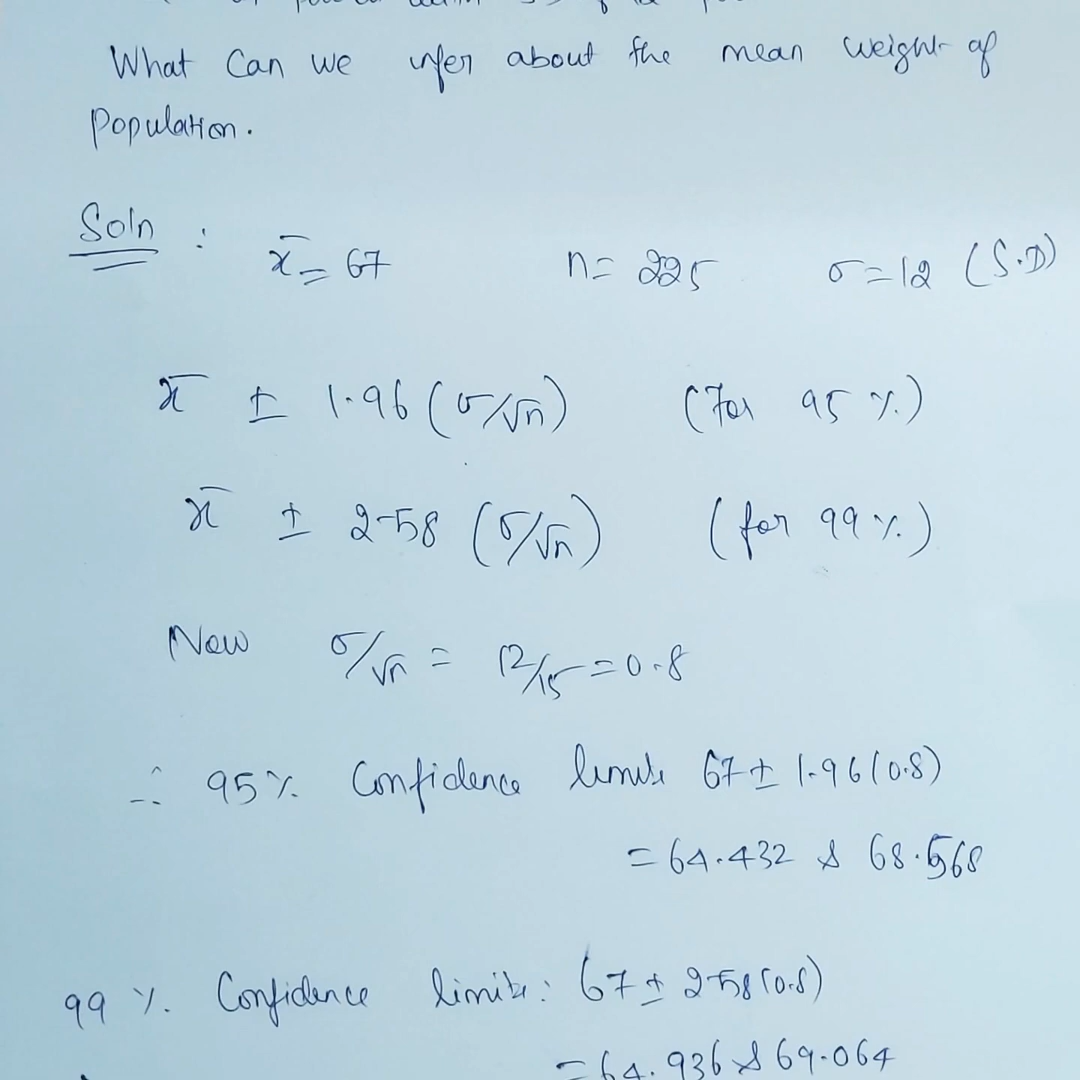 What Can we infer about the mean weight of
population.
Soln : x̄ = 67 n = 225 σ = 12 (S.D)
x̄ ± 1.96 (σ/√n) (For 95 %)
x̄ ± 2.58 (σ/√n) (for 99 %)
Now σ/√n = 12/15 = 0.8
∴ 95 % Confidence limits 67 ± 1.96 (0.8)
= 64.432 & 68.568
99 %. Confidence limits: 67 ± 2.58 (0.8)
= 64.936 & 69.064